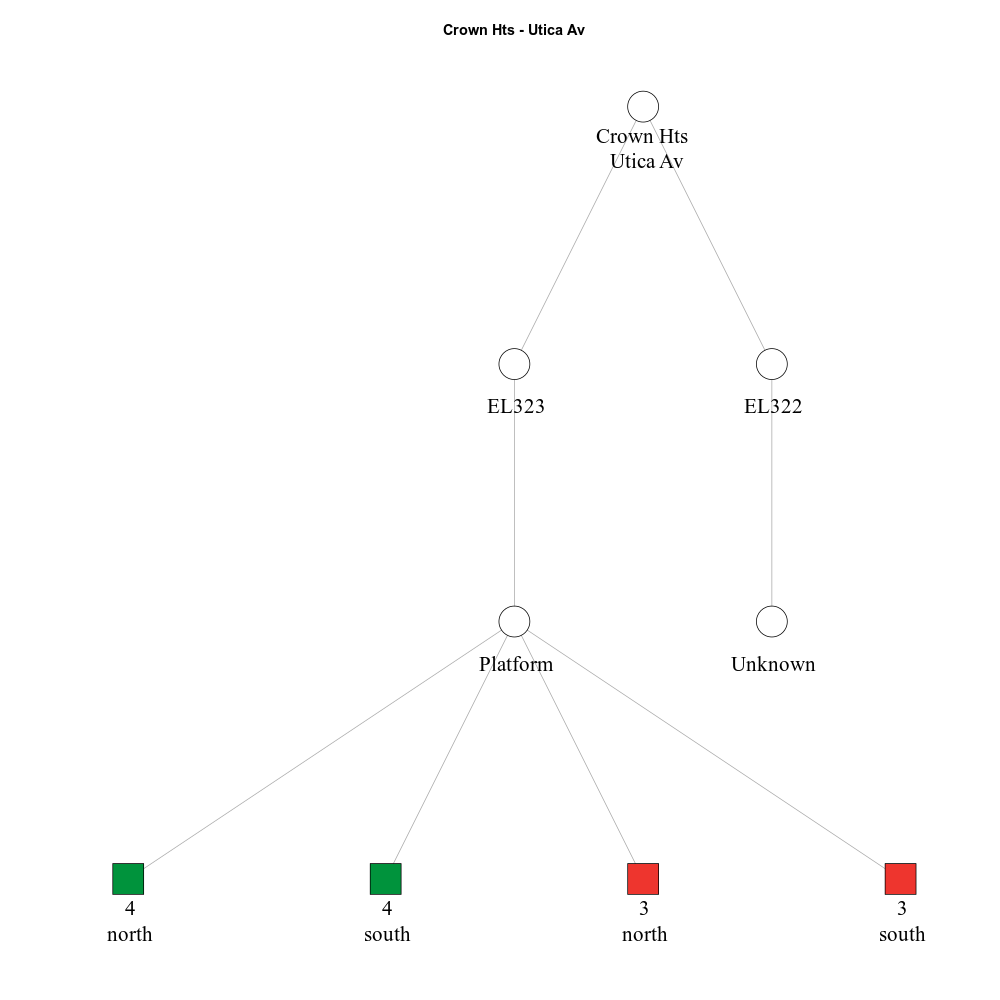 Crown Hts - Utica Av
Crown Hts
Utica Av
EL323
EL322
Platform
Unknown
4
north
4
south
3
north
3
south